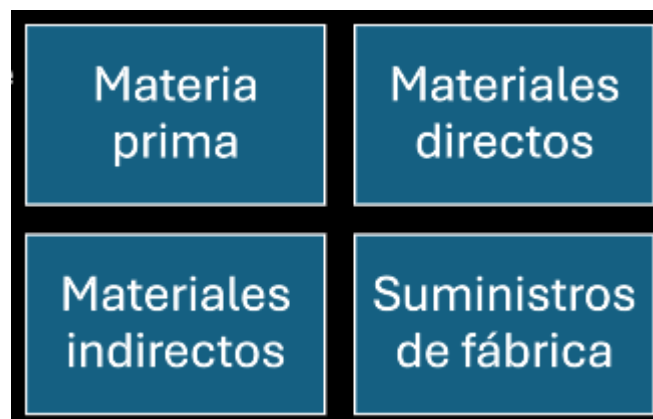 Materia
prima
Materiales
directos
Materiales
indirectos
Suministros
de fábrica